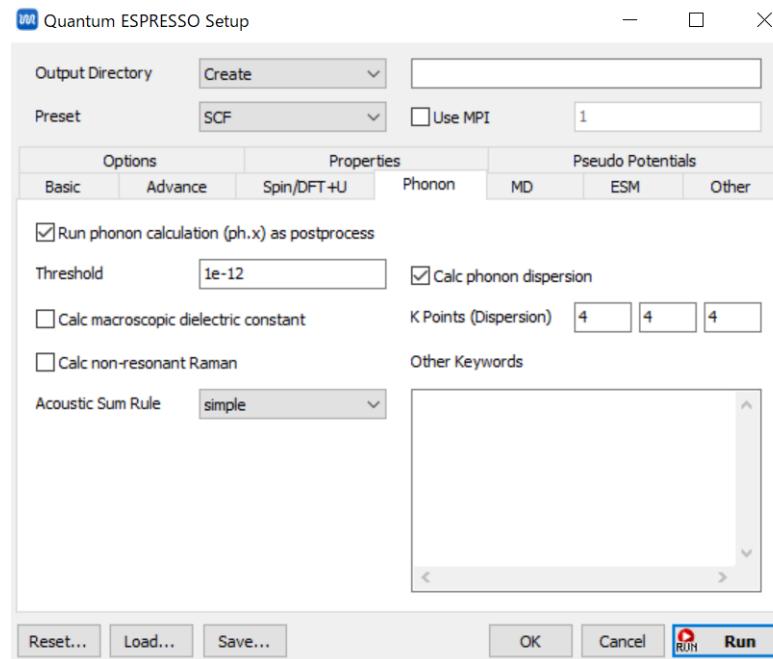 Quantum ESPRESSO Setup
Output Directory Create
Preset SCF Use MPI 1
Options Properties Pseudo Potentials
Basic Advance Spin/DFT+U Phonon MD ESM Other
Run phonon calculation (ph.x) as postprocess
Threshold 1e-12 Calc phonon dispersion
Calc macroscopic dielectric constant K Points (Dispersion) 4 4 4
Calc non-resonant Raman Other Keywords
Acoustic Sum Rule simple
Reset... Load... Save... OK Cancel RUN Run